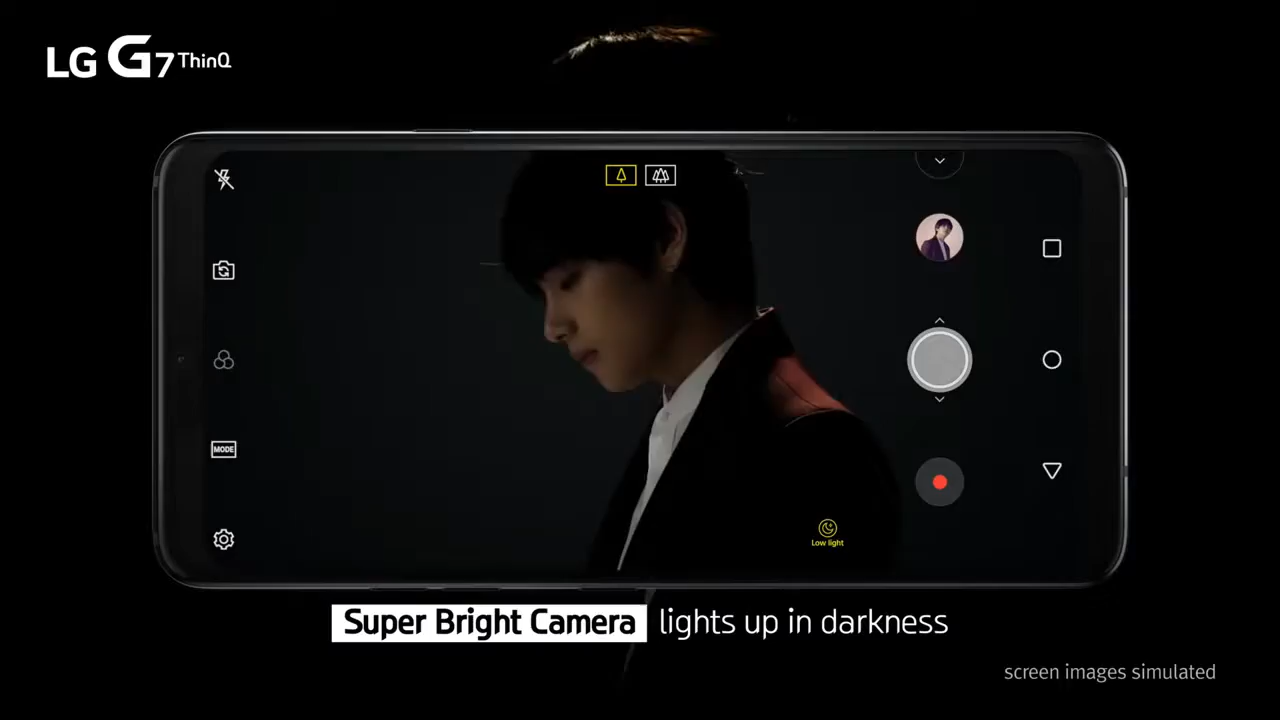 LG G7 ThinQ
MODE
Low light
Super Bright Camera lights up in darkness
screen images simulated